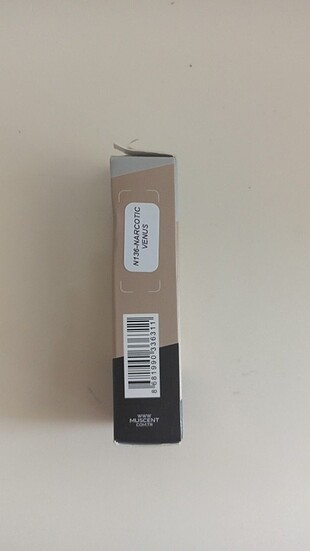 N136-NARCOTIC
VENUS
8 681990 336311
WWW
MUSCENT
COM.TR